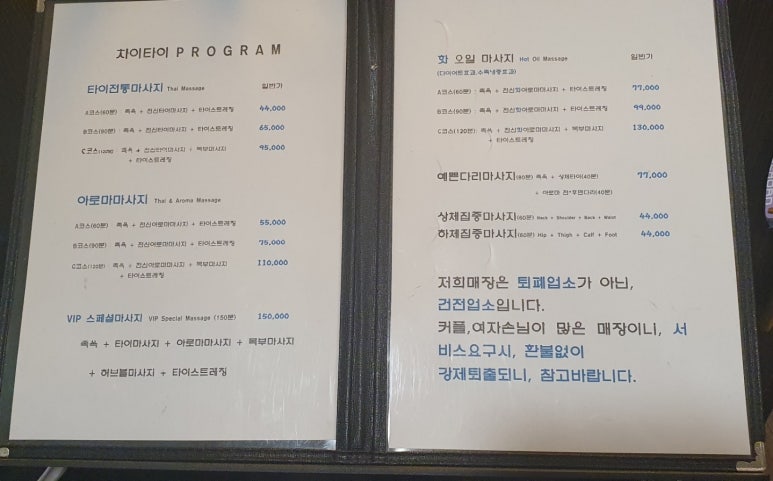 차이타이 PROGRAM
타이전통마사지 Thai Massage 일반가
A코스(60분) : 족욕 + 전신타이마사지 + 타이스트레칭 44,000
B코스(90분) : 족욕 + 전신타이마사지 + 타이스트레칭 65,000
C코스(120분) : 족욕 + 전신타이마사지 + 복부마사지 95,000
+ 타이스트레칭
아로마마사지 Thai & Aroma Massage
A코스(60분) : 족욕 + 전신아로마마사지 + 타이스트레칭 55,000
B코스(90분) : 족욕 + 전신아로마마사지 + 타이스트레칭 75,000
C코스(120분) : 족욕 + 전신아로마마사지 + 복부마사지 110,000
+ 타이스트레칭
VIP 스페셜마사지 VIP Special Massage (150분) 150,000
족욕 + 타이마사지 + 아로마마사지 + 복부마사지
+ 허브볼마사지 + 타이스트레칭
화 오일 마사지 Hot Oil Massage 일반가
(다이어트효과,수족냉증효과)
A코스(60분) : 족욕 + 전신화아로마마사지 + 타이스트레칭 77,000
B코스(90분) : 족욕 + 전신화아로마마사지 + 타이스트레칭 99,000
C코스(120분) : 족욕 + 전신화아로마마사지 + 복부마사지 130,000
+ 타이스트레칭
예쁜다리마사지(80분) 족욕 + 상체타이(40분) 77,000
+ 아로마 전*후면다리(40분)
상체집중마사지(60분) Neck + Shoulder + Back + Waist 44,000
하체집중마사지(60분) Hip + Thigh + Calf + Foot 44,000
저희매장은 퇴폐업소가 아닌,
건전업소입니다.
커플,여자손님이 많은 매장이니, 서
비스요구시, 환불없이
강제퇴출되니, 참고바랍니다.